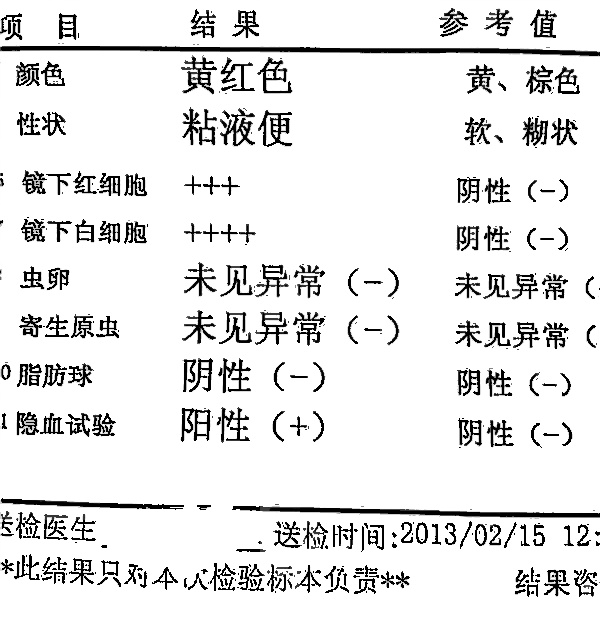 项 目 结果 参考值
颜色 黄红色 黄、棕色
性状 粘液便 软、糊状
镜下红细胞 +++ 阴性（-）
镜下白细胞 ++++ 阴性（-）
虫卵 未见异常（-） 未见异常（
寄生原虫 未见异常（-） 未见异常（
0 脂肪球 阴性（-） 阴性（-）
1 隐血试验 阳性（+） 阴性（-）
送检医生 送检时间:2013/02/15 12:
*此结果只对本次检验标本负责** 结果咨